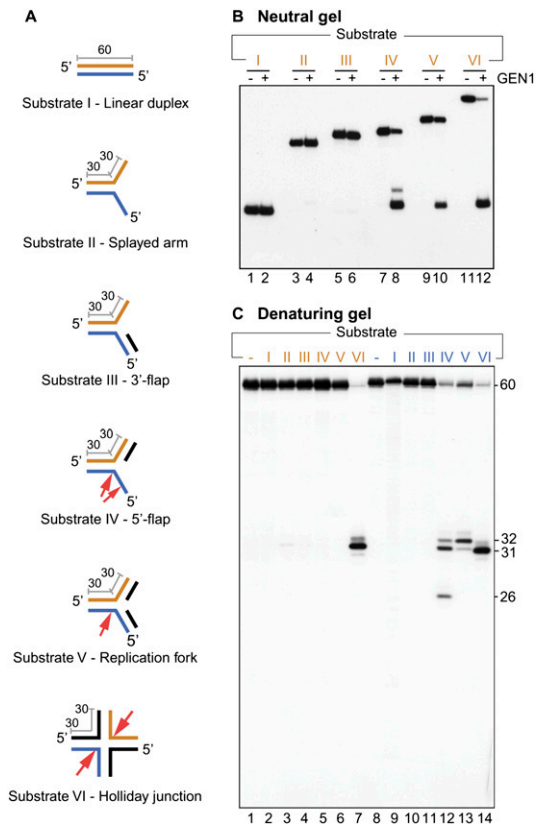 A
60
5’
Substrate I - Linear duplex
30
30
5’
5’
Substrate II - Splayed arm
30
30
5’
5’
Substrate III - 3’-flap
30
30
5’
5’
Substrate IV - 5’-flap
30
30
5’
5’
Substrate V - Replication fork
30
30
5’
5’
Substrate VI - Holliday junction
B Neutral gel
Substrate
I II III IV V VI
- + - + - + - + - + - + GEN1
1 2 3 4 5 6 7 8 9 10 11 12
C Denaturing gel
Substrate
- I II III IV V VI - I II III IV V VI
-60
-32
-31
-26
1 2 3 4 5 6 7 8 9 10 11 12 13 14